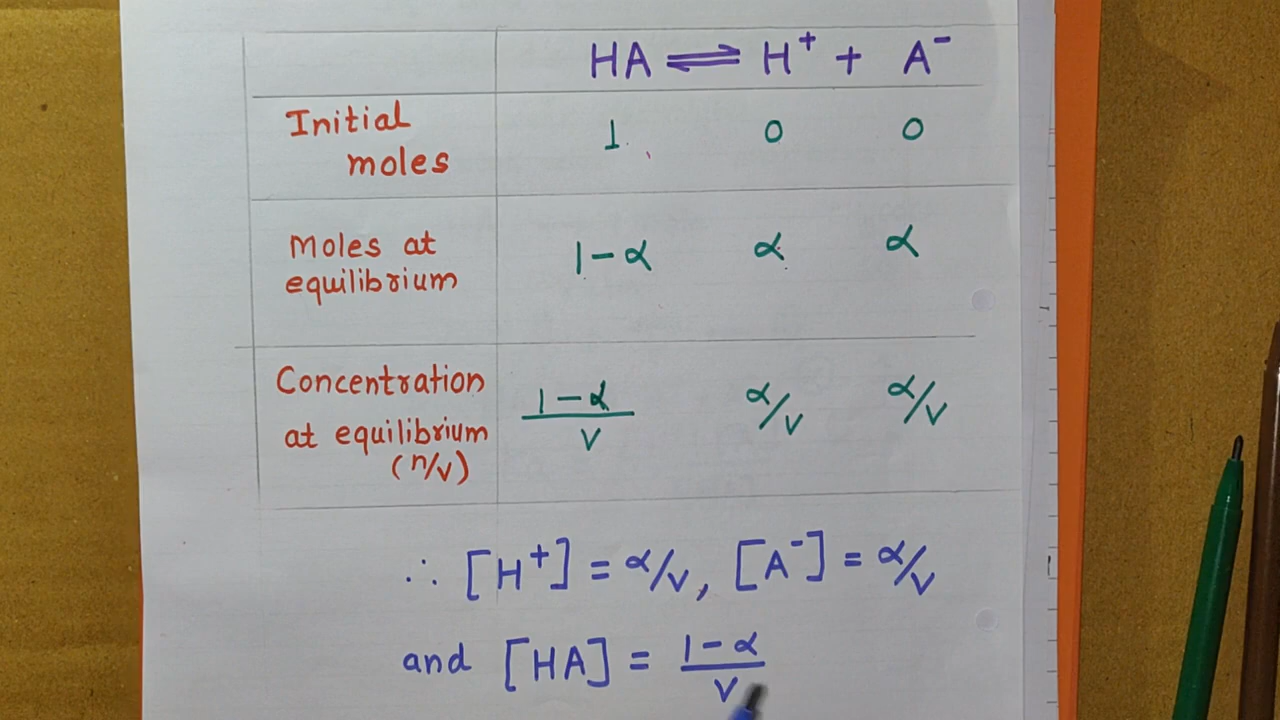 HA ⇌ H⁺ + A⁻
Initial moles 1 0 0
Moles at equilibrium 1-α α α
Concentration at equilibrium (n/v) 1-α/v α/v α/v
∴ [H⁺] = α/v, [A⁻] = α/v
and [HA] = 1-α/v